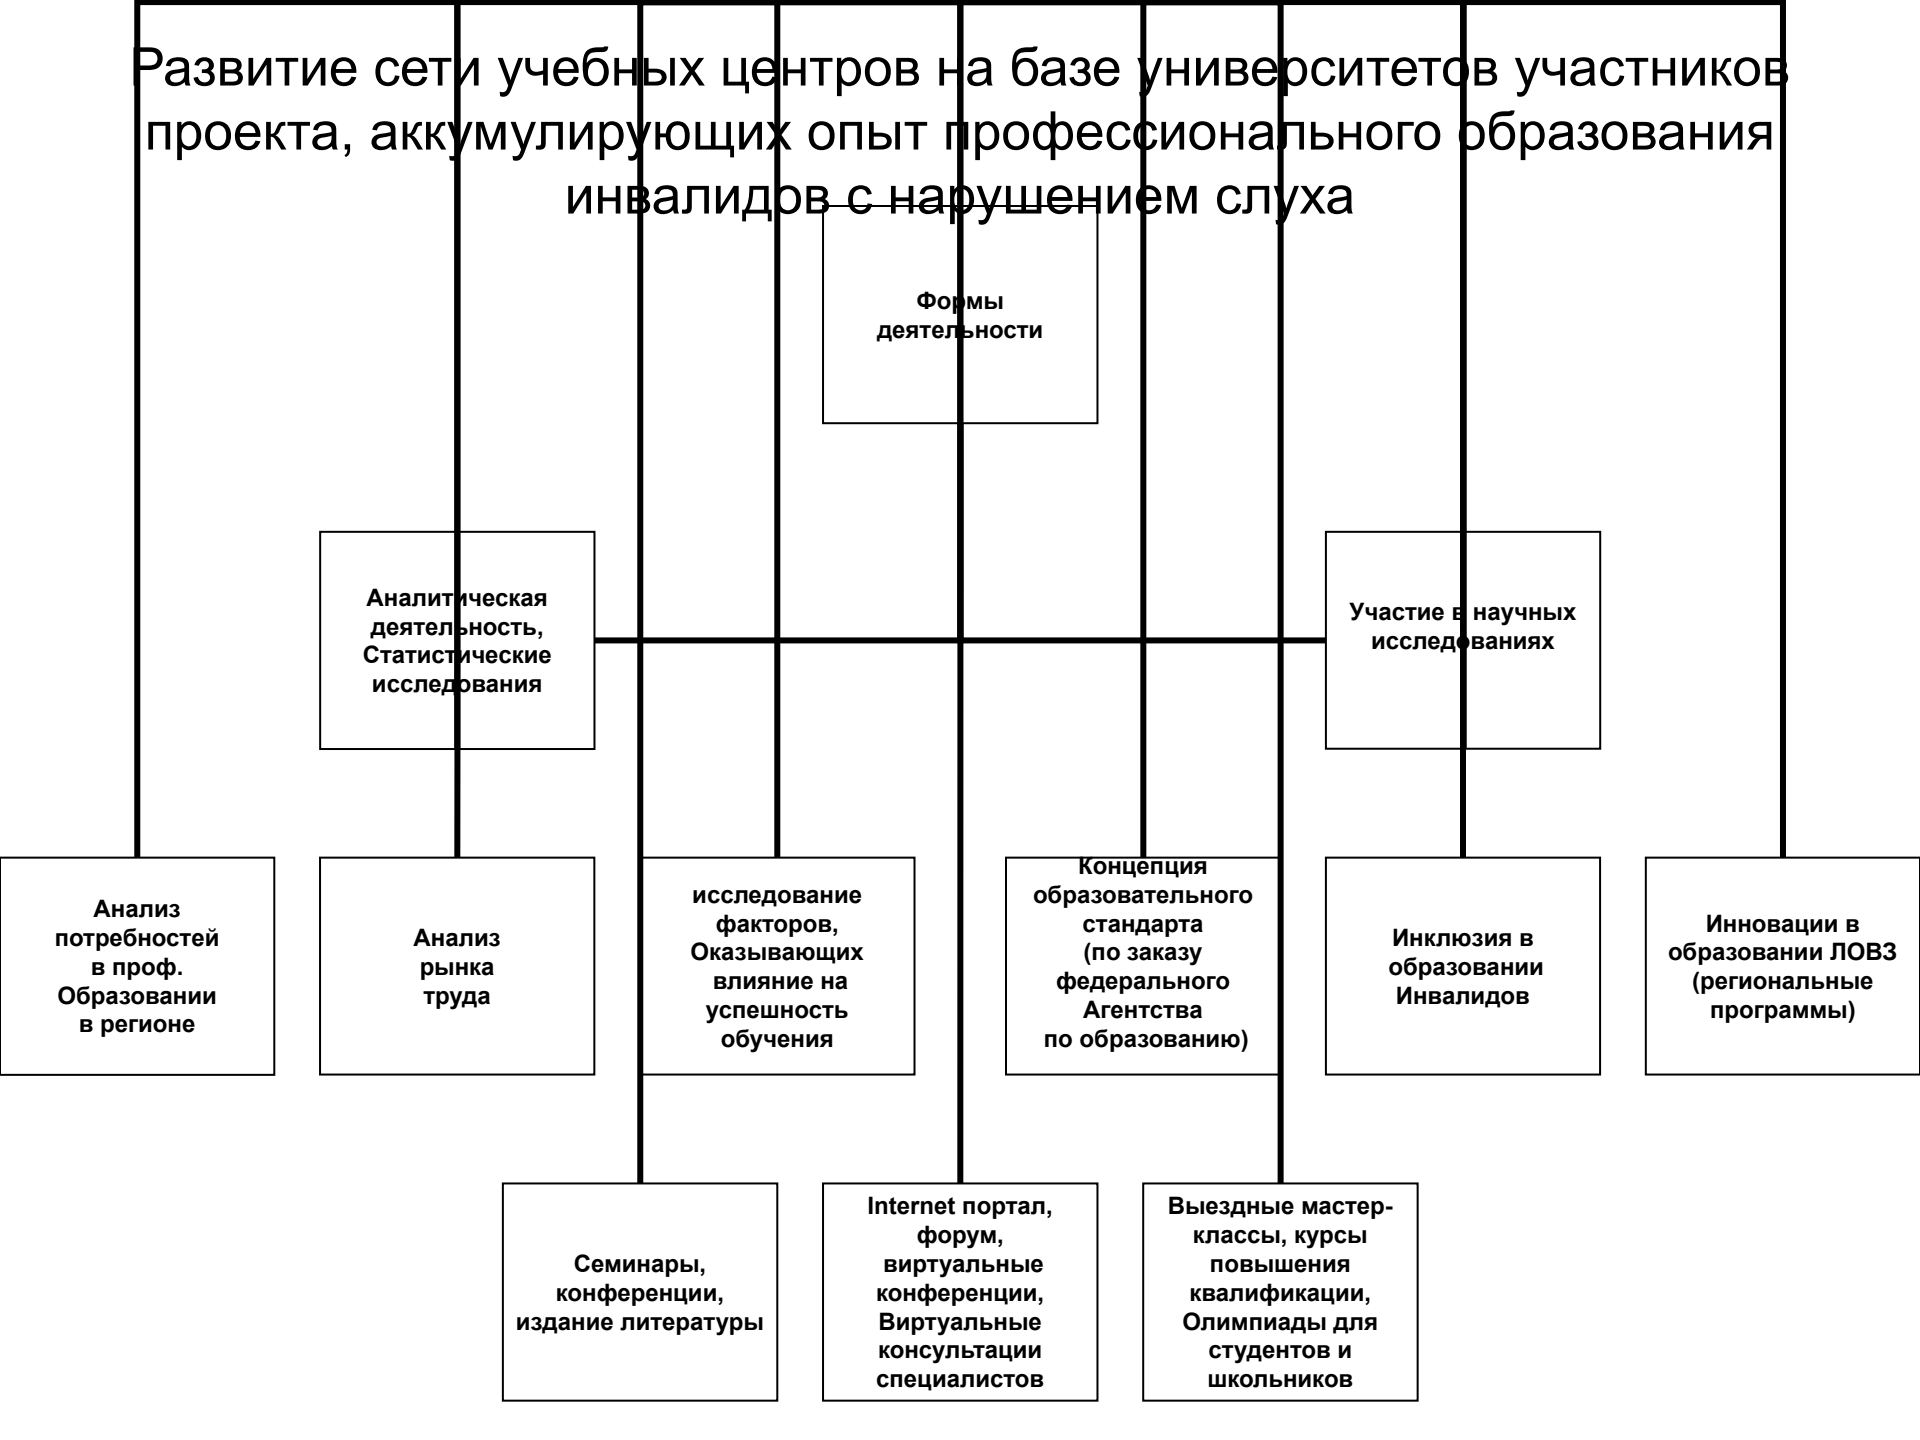 Развитие сети учебных центров на базе университетов участников
проекта, аккумулирующих опыт профессионального образования
инвалидов с нарушением слуха
Формы
деятельности
Аналитическая
деятельность,
Статистические
исследования
Участие в научных
исследованиях
Анализ
потребностей
в проф.
Образовании
в регионе
Анализ
рынка
труда
исследование
факторов,
Оказывающих
влияние на
успешность
обучения
Концепция
образовательного
стандарта
(по заказу
федерального
Агентства
по образованию)
Инклюзия в
образовании
Инвалидов
Инновации в
образовании ЛОВЗ
(региональные
программы)
Семинары,
конференции,
издание литературы
Internet портал,
форум,
виртуальные
конференции,
Виртуальные
консультации
специалистов
Выездные мастер-
классы, курсы
повышения
квалификации,
Олимпиады для
студентов и
школьников